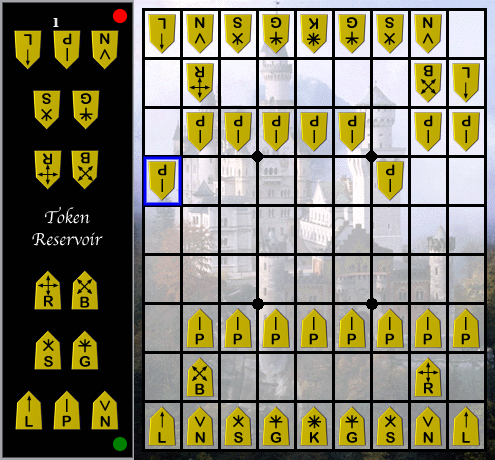 1
L P N
S G
R B
Token
Reservoir
R B
S G
L P N
L N S G K G S N
R B L
P P P P P P P
P P
P P P P P P P P
B R
L N S G K G S N L